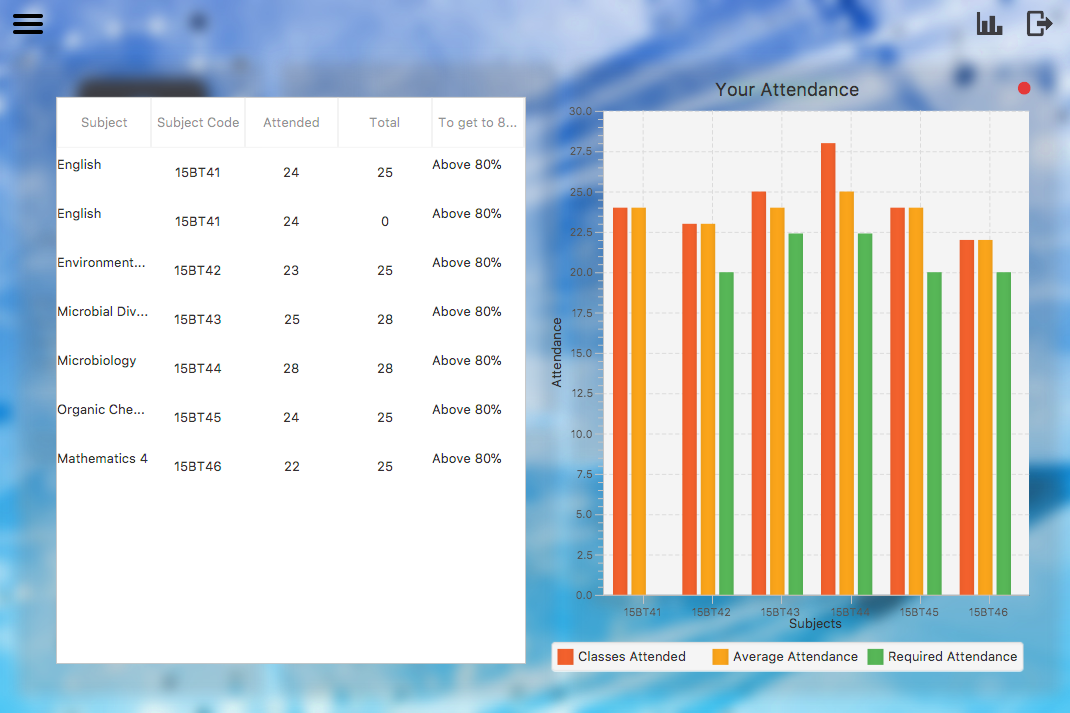 Subject Subject Code Attended Total To get to 8...
English 15BT41 24 25 Above 80%
English 15BT41 24 0 Above 80%
Environment... 15BT42 23 25 Above 80%
Microbial Div... 15BT43 25 28 Above 80%
Microbiology 15BT44 28 28 Above 80%
Organic Che... 15BT45 24 25 Above 80%
Mathematics 4 15BT46 22 25 Above 80%
Your Attendance
Attendance
30.0
27.5
25.0
22.5
20.0
17.5
15.0
12.5
10.0
7.5
5.0
2.5
0.0
15BT41 15BT42 15BT43 15BT44 15BT45 15BT46
Subjects
Classes Attended Average Attendance Required Attendance